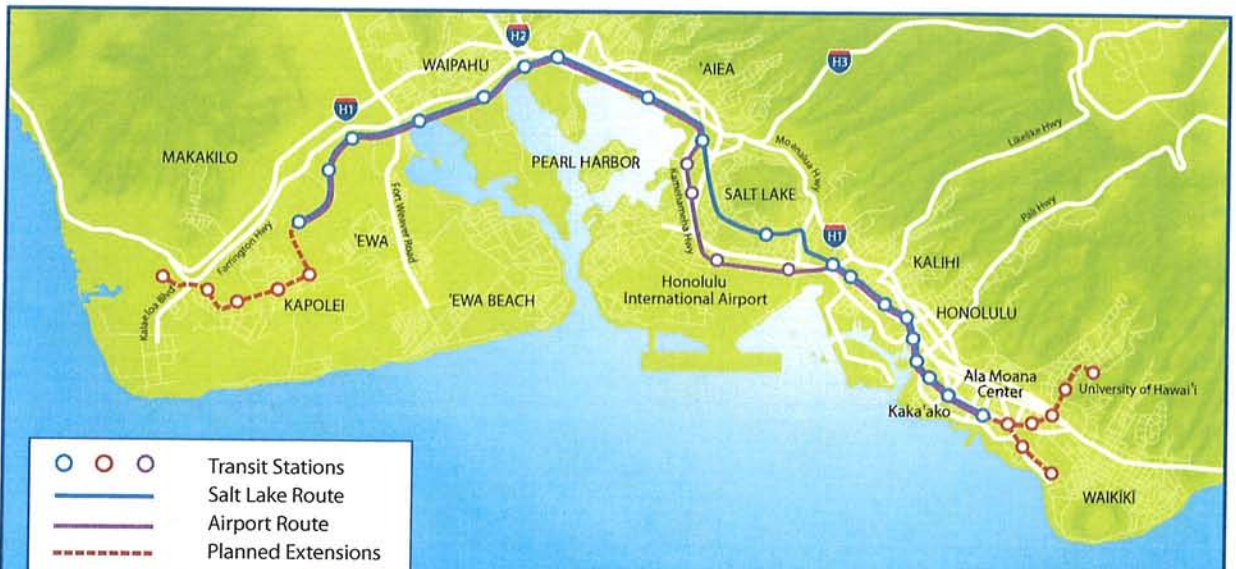 H2
WAIPAHU
'AIEA
H3
H1
MAKAKILO
PEARL HARBOR
Moanalua Hwy
Likelike Hwy
Kamehameha Hwy
SALT LAKE
Pali Hwy
Fort Weaver Road
Farrington Hwy
'EWA
H1
KALIHI
Kalaeloa Blvd
KAPOLEI
'EWA BEACH
Honolulu
International Airport
HONOLULU
Ala Moana
Center
University of Hawai'i
Kaka'ako
WAIKĪKĪ
Transit Stations
Salt Lake Route
Airport Route
Planned Extensions